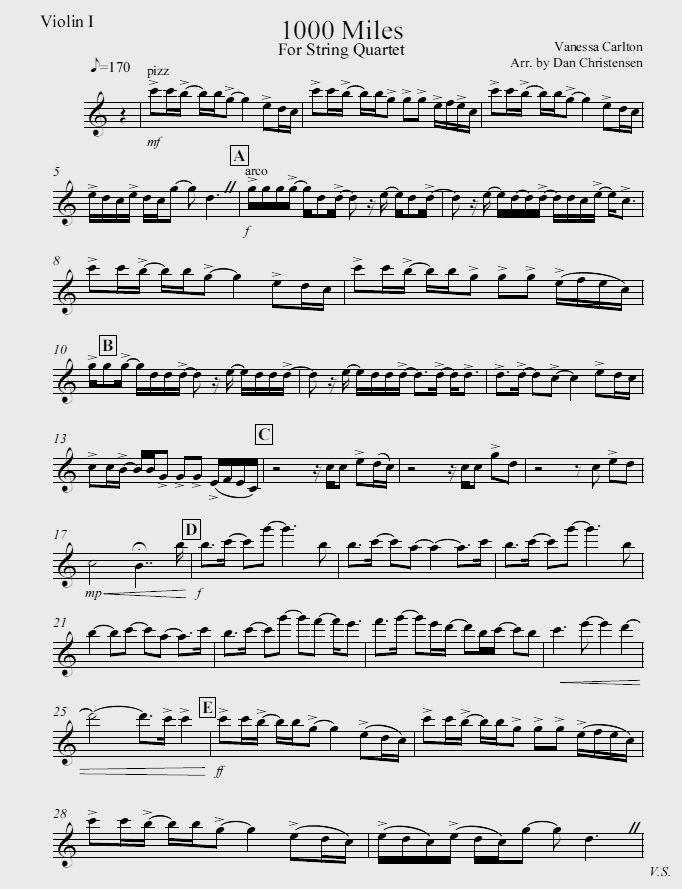 Violin I
1000 Miles
For String Quartet
Vanessa Carlton
Arr. by Dan Christensen
♪=170
pizz
mf
A
5
arco
f
8
10
B
13
C
17
D
mp
f
21
25
E
ff
28
V.S.